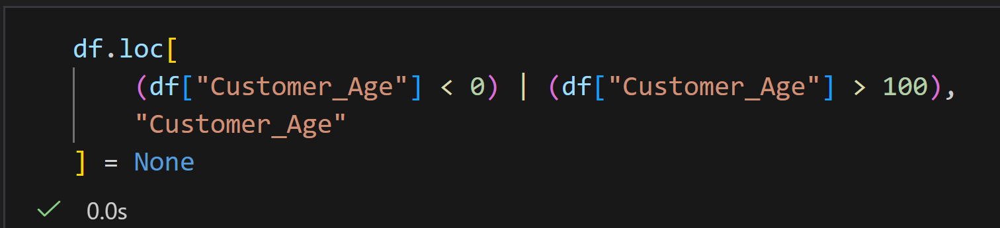 df.loc[
    (df["Customer_Age"] < 0) | (df["Customer_Age"] > 100),
    "Customer_Age"
] = None
0.0s